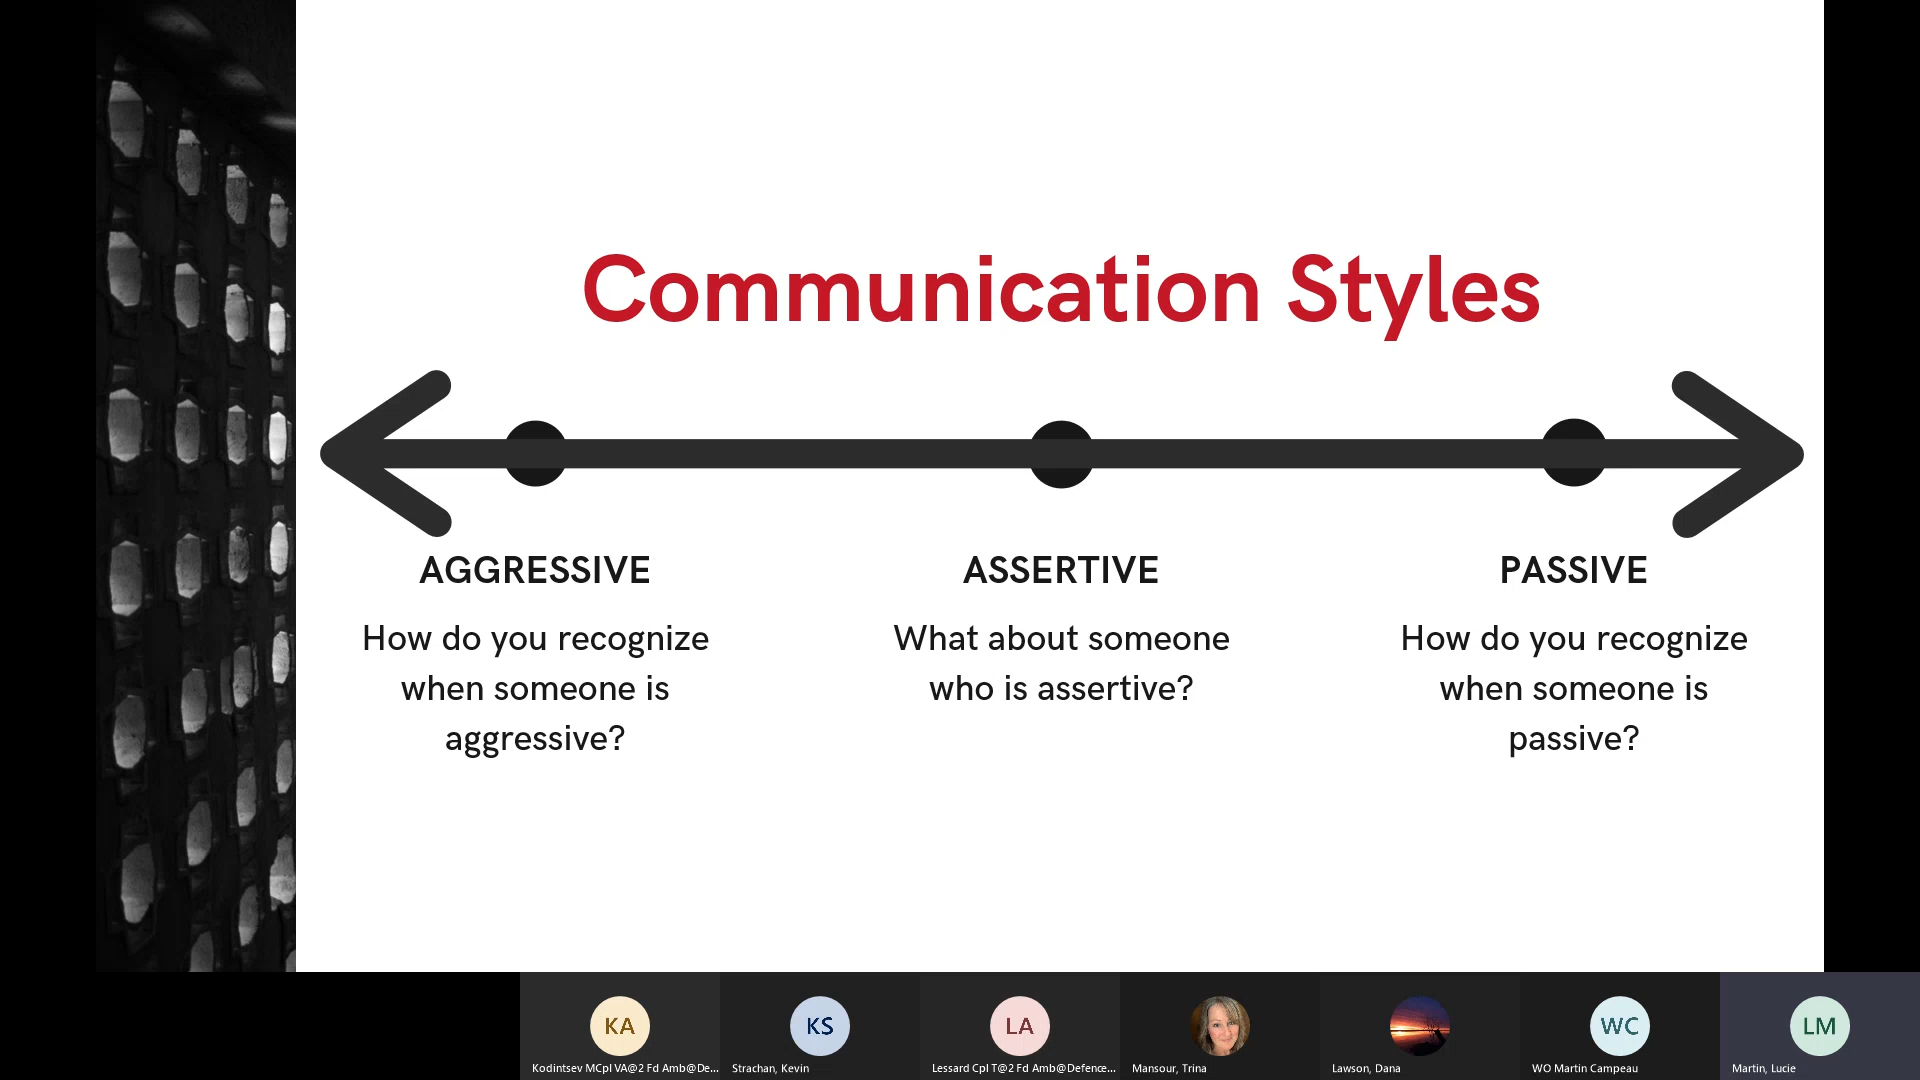 Communication Styles
AGGRESSIVE
How do you recognize
when someone is
aggressive?
ASSERTIVE
What about someone
who is assertive?
PASSIVE
How do you recognize
when someone is
passive?
KA
Kodintsev MCpl VA@2 Fd Amb@De...
KS
Strachan, Kevin
LA
Lessard Cpl T@2 Fd Amb@Defence...
Mansour, Trina
Lawson, Dana
WC
WO Martin Campeau
LM
Martin, Lucie